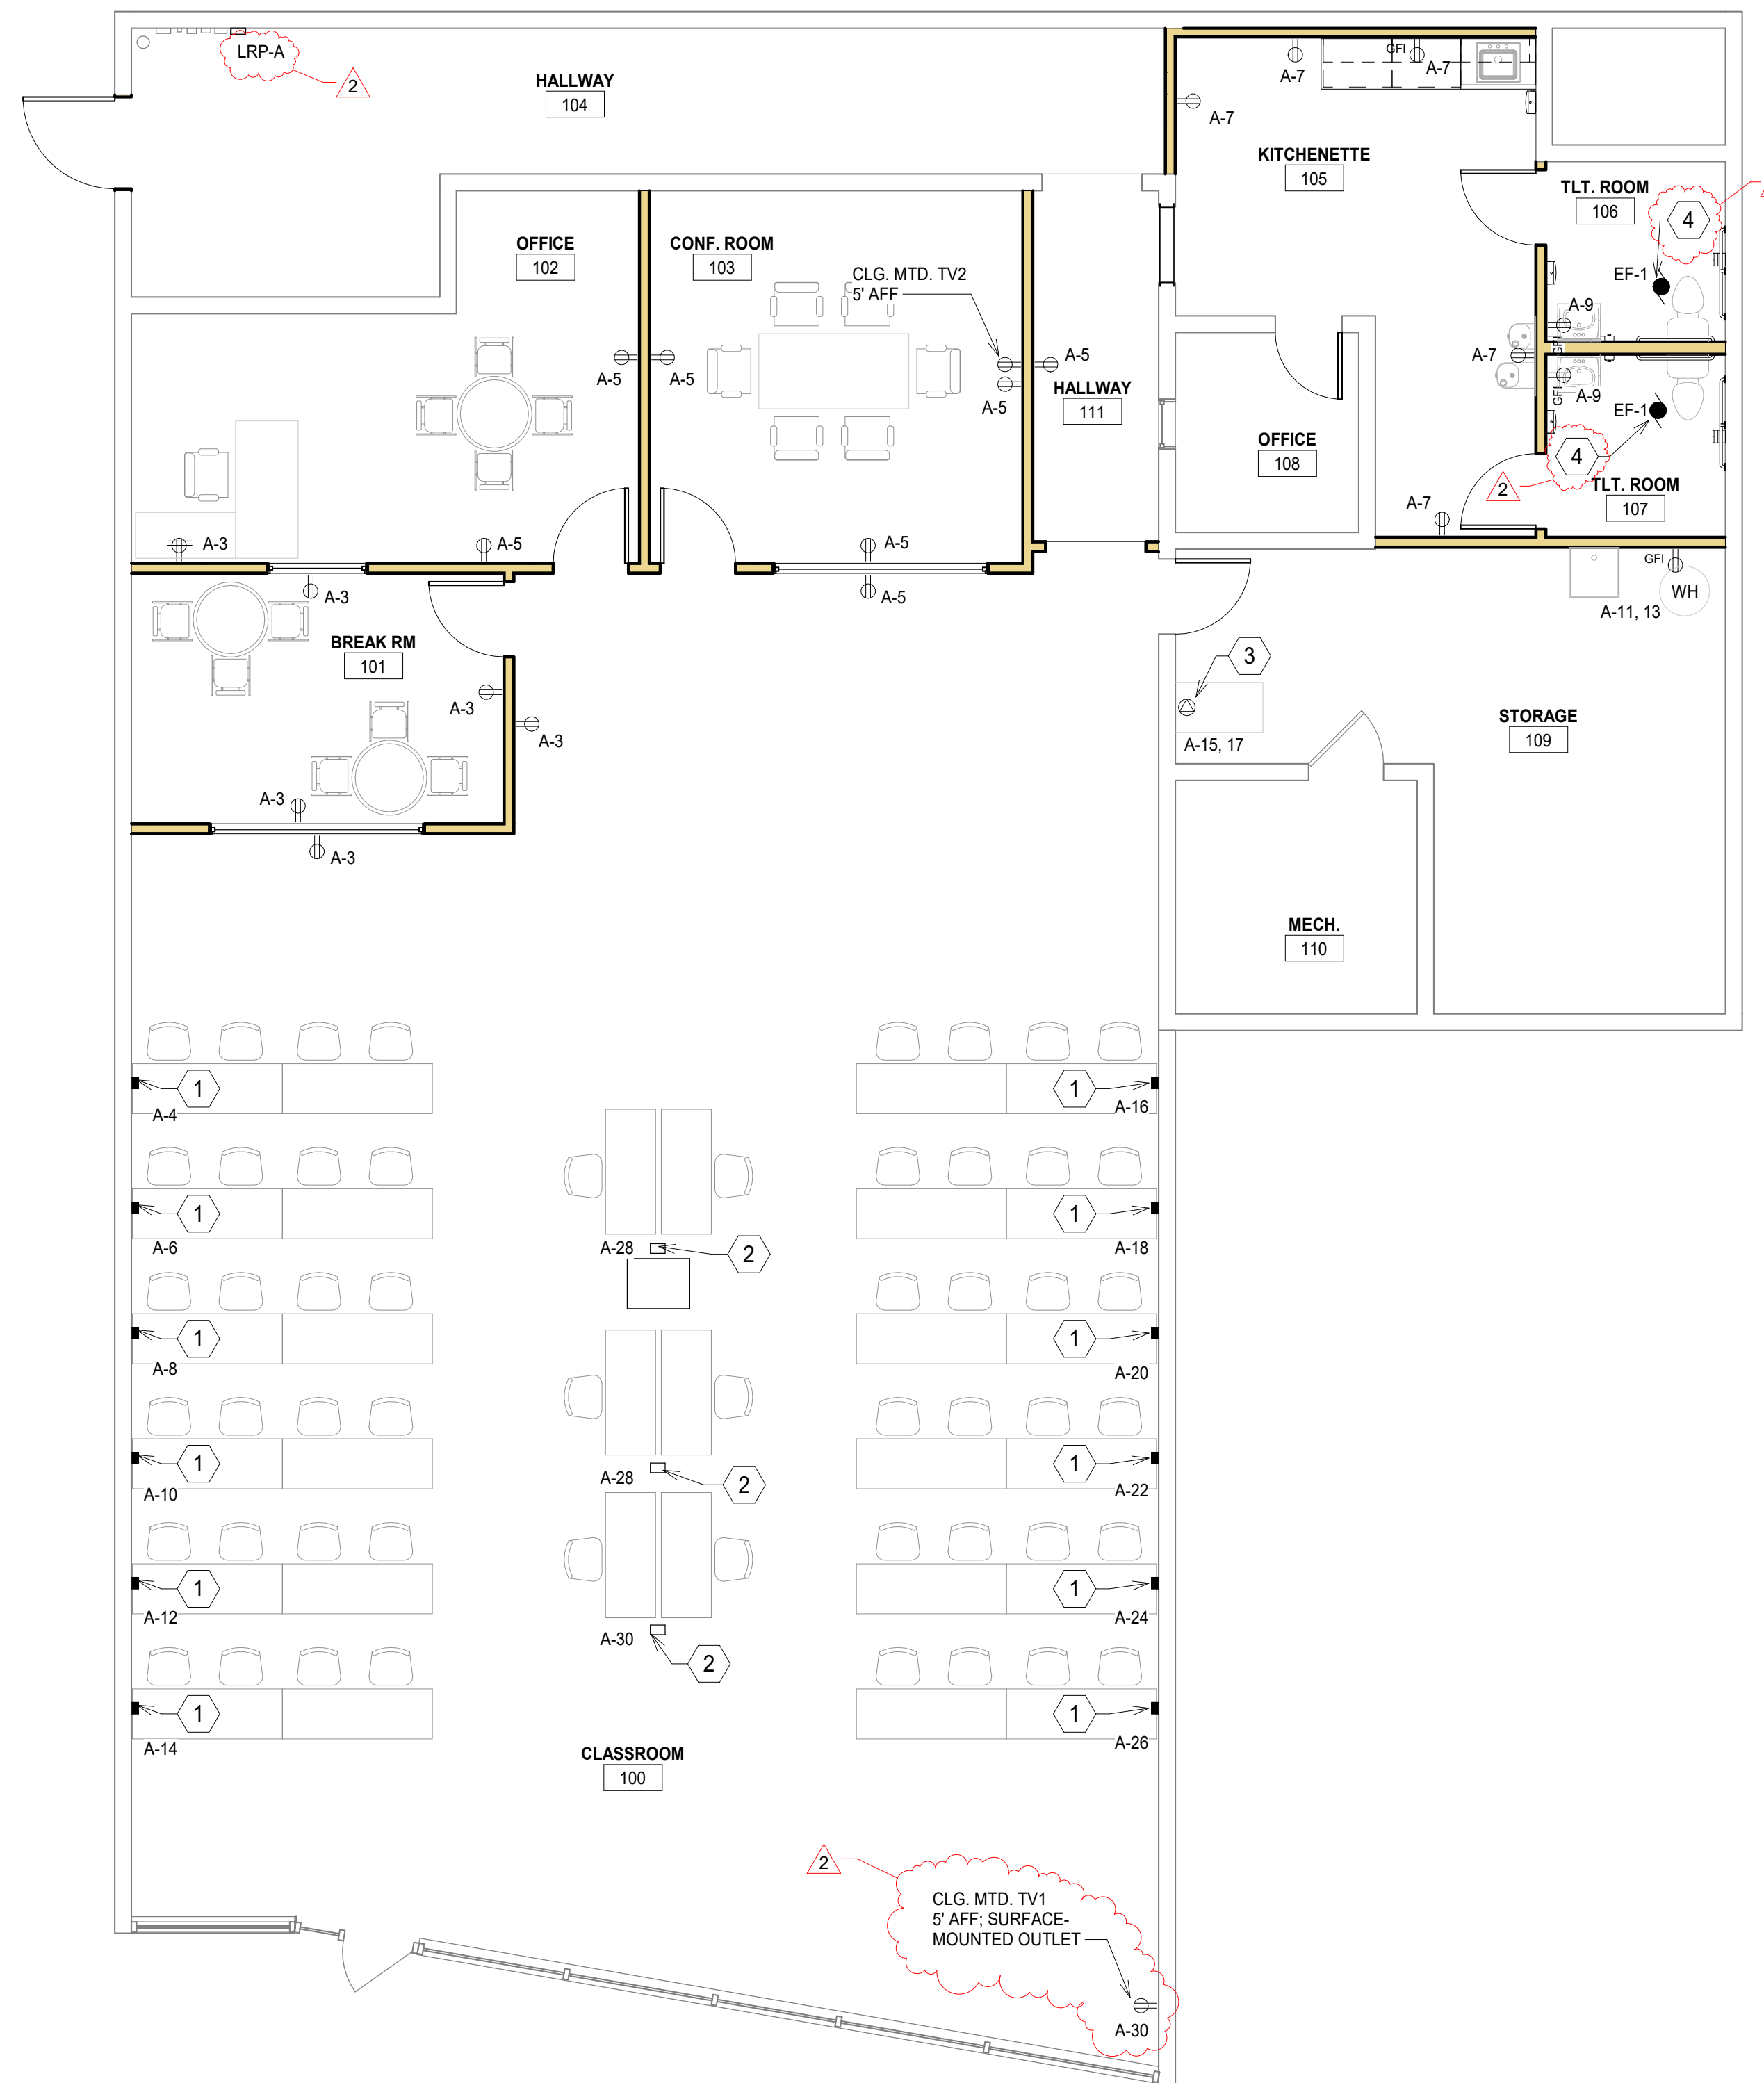 LRP-A
2
HALLWAY
104
GFI
A-7
A-7
A-7
KITCHENETTE
105
TLT. ROOM
106
4
EF-1
A-9
GFI
OFFICE
102
CONF. ROOM
103
CLG. MTD. TV2
5' AFF
A-5
A-5
A-5
A-5
HALLWAY
111
A-7
A-9
GFI
EF-1
4
2
TLT. ROOM
107
OFFICE
108
A-7
A-3
A-5
A-5
A-5
GFI
WH
A-11, 13
A-3
BREAK RM
101
A-3
A-3
A-3
A-3
3
A-15, 17
STORAGE
109
MECH.
110
1
A-4
1
A-16
1
A-6
1
A-18
A-28
2
1
A-8
1
A-20
1
A-10
1
A-22
A-28
2
1
A-12
1
A-24
A-30
2
1
A-14
1
A-26
CLASSROOM
100
2
CLG. MTD. TV1
5' AFF; SURFACE-
MOUNTED OUTLET
A-30